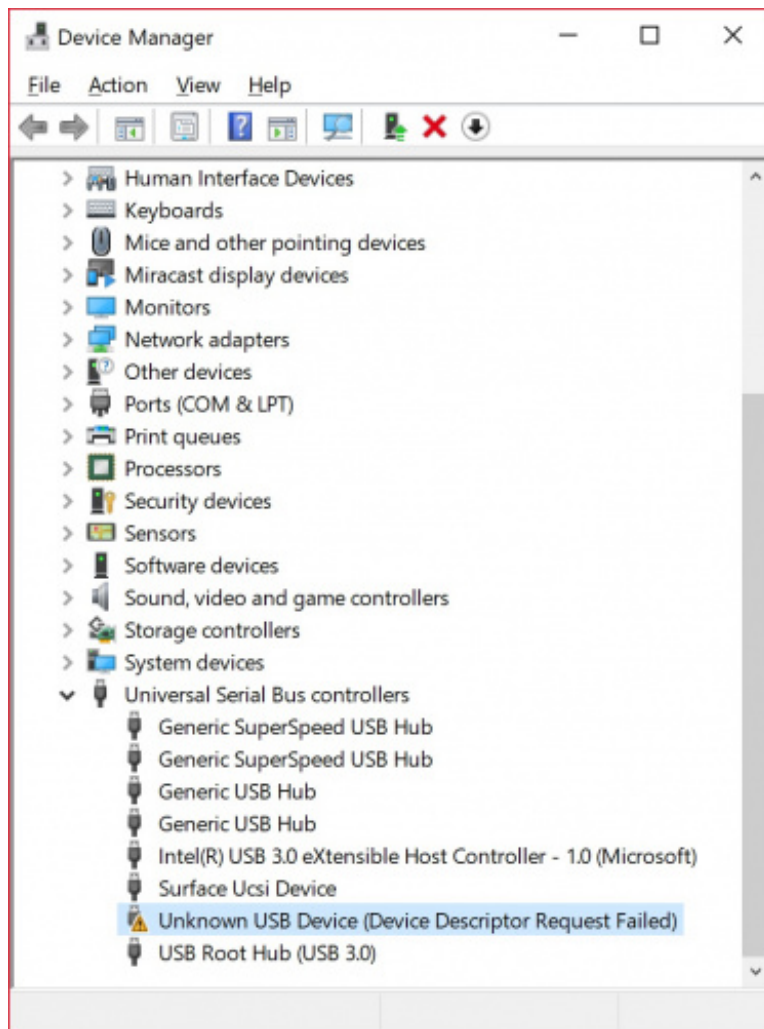 Device Manager
File Action View Help
Human Interface Devices
Keyboards
Mice and other pointing devices
Miracast display devices
Monitors
Network adapters
Other devices
Ports (COM & LPT)
Print queues
Processors
Security devices
Sensors
Software devices
Sound, video and game controllers
Storage controllers
System devices
Universal Serial Bus controllers
Generic SuperSpeed USB Hub
Generic SuperSpeed USB Hub
Generic USB Hub
Generic USB Hub
Intel(R) USB 3.0 eXtensible Host Controller - 1.0 (Microsoft)
Surface Ucsi Device
Unknown USB Device (Device Descriptor Request Failed)
USB Root Hub (USB 3.0)